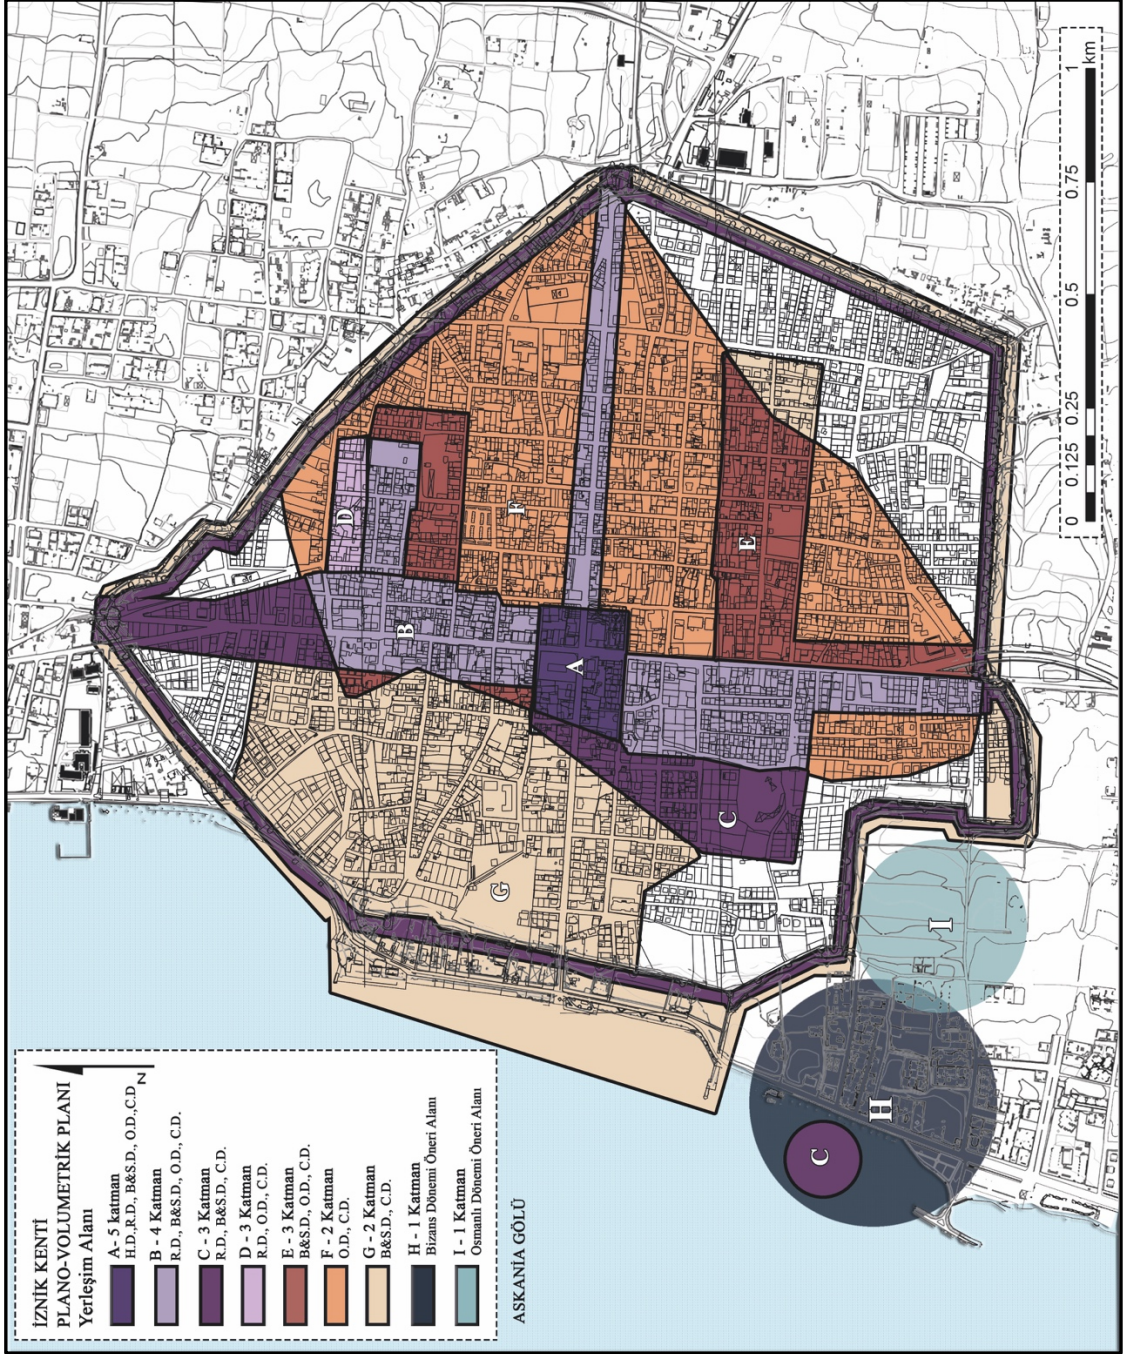 İZNİK KENTİ
PLANO-VOLUMETRİK PLANI
Yerleşim Alanı
N
A - 5 katman
H.D.,R.D., B&S.D., O.D.,C.D.
B - 4 Katman
R.D., B&S.D., O.D., C.D.
C - 3 Katman
R.D., B&S.D., C.D.
D - 3 Katman
R.D., O.D., C.D.
E - 3 Katman
B&S.D., O.D., C.D.
F - 2 Katman
O.D., C.D.
G - 2 Katman
B&S.D., C.D.
H - 1 Katman
Bizans Dönemi Öneri Alanı
I - 1 Katman
Osmanlı Dönemi Öneri Alanı
ASKANİA GÖLÜ
D
B
F
A
E
G
C
I
H
C
0 0.125 0.25 0.5 0.75 1
km